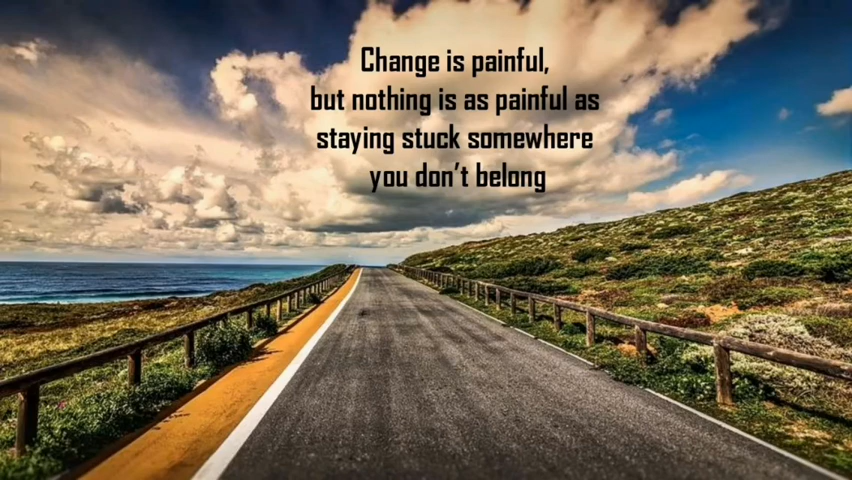 Change is painful,
but nothing is as painful as
staying stuck somewhere
you don’t belong